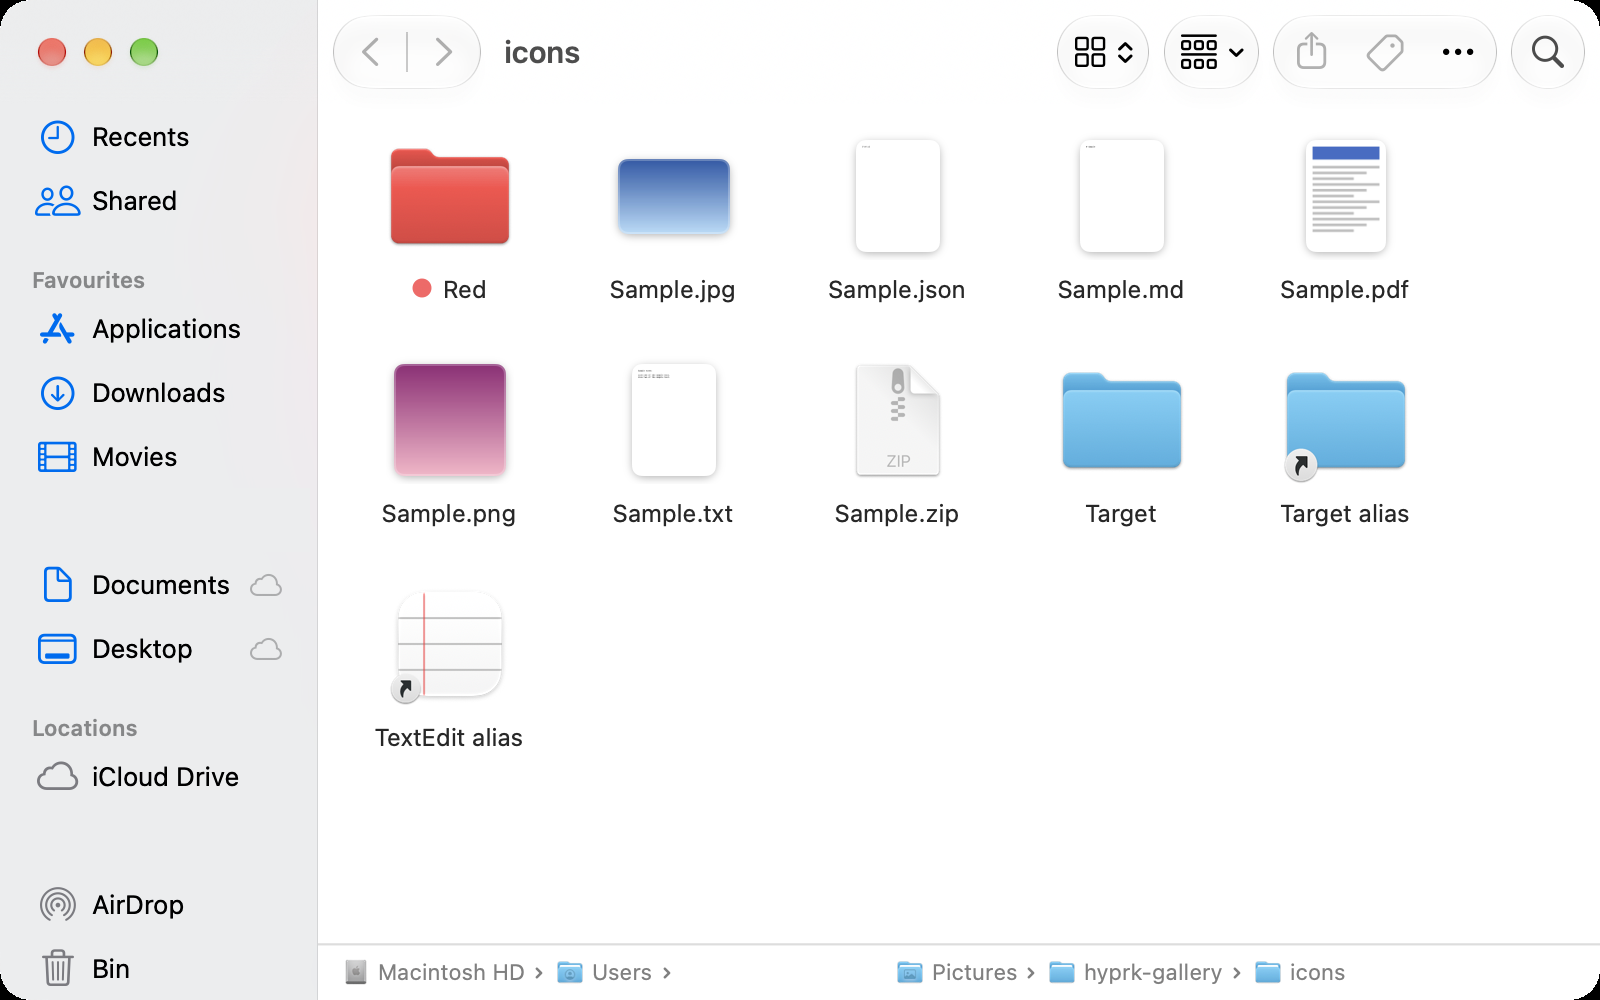 icons
Recents
Shared
Favourites
Applications
Downloads
Movies
Documents
Desktop
Locations
iCloud Drive
AirDrop
Bin
Red
Sample.jpg
Sample.json
Sample.md
Sample.pdf
Sample.png
Sample.txt
ZIP
Sample.zip
Target
Target alias
TextEdit alias
Macintosh HD › Users › Pictures › hyprk-gallery › icons